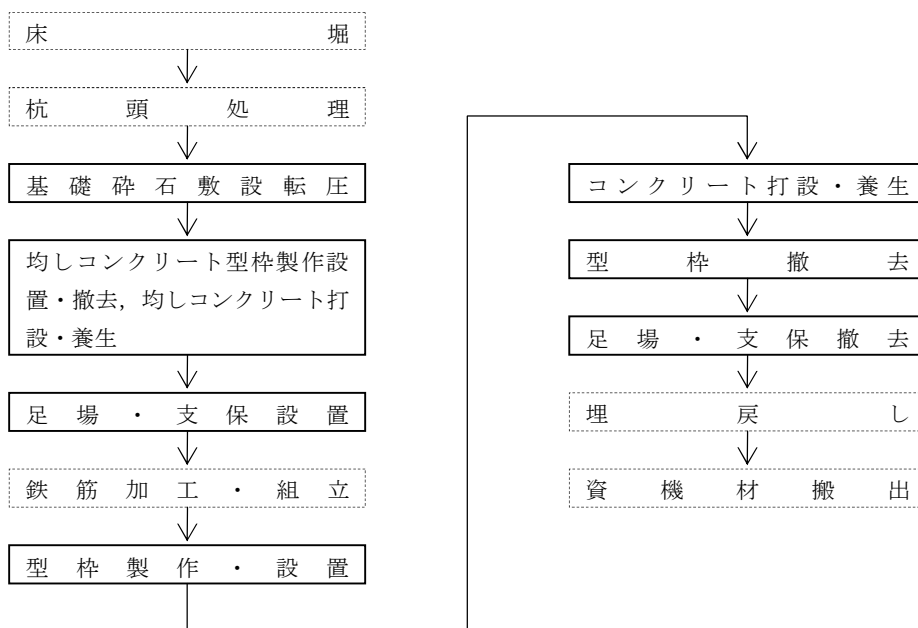 床堀
杭頭処理
基礎砕石敷設転圧
均しコンクリート型枠製作設
置・撤去，均しコンクリート打
設・養生
足場・支保設置
鉄筋加工・組立
型枠製作・設置
コンクリート打設・養生
型枠撤去
足場・支保撤去
埋戻し
資機材搬出